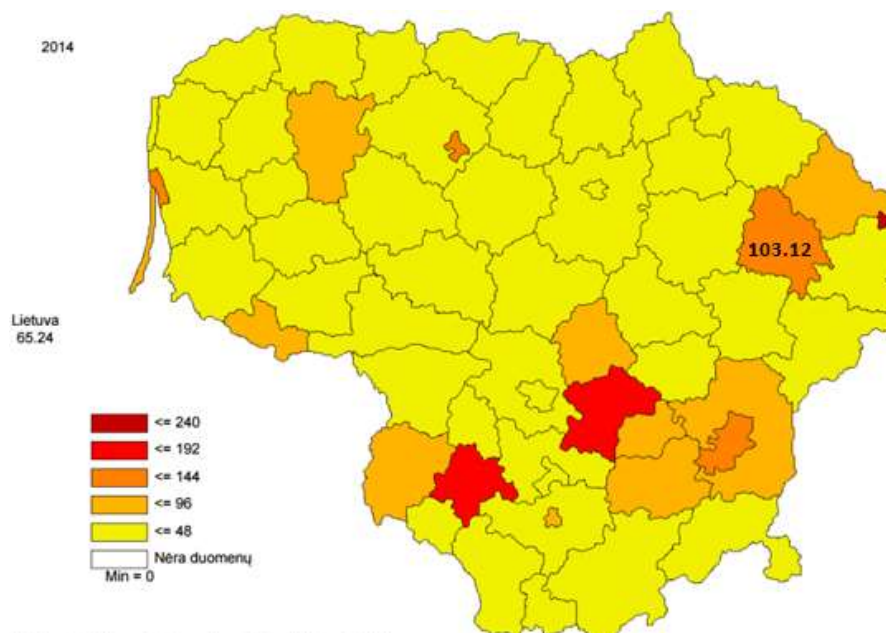 2014
103.12
Lietuva
65.24
<= 240
<= 192
<= 144
<= 96
<= 48
Nėra duomenų
Min = 0